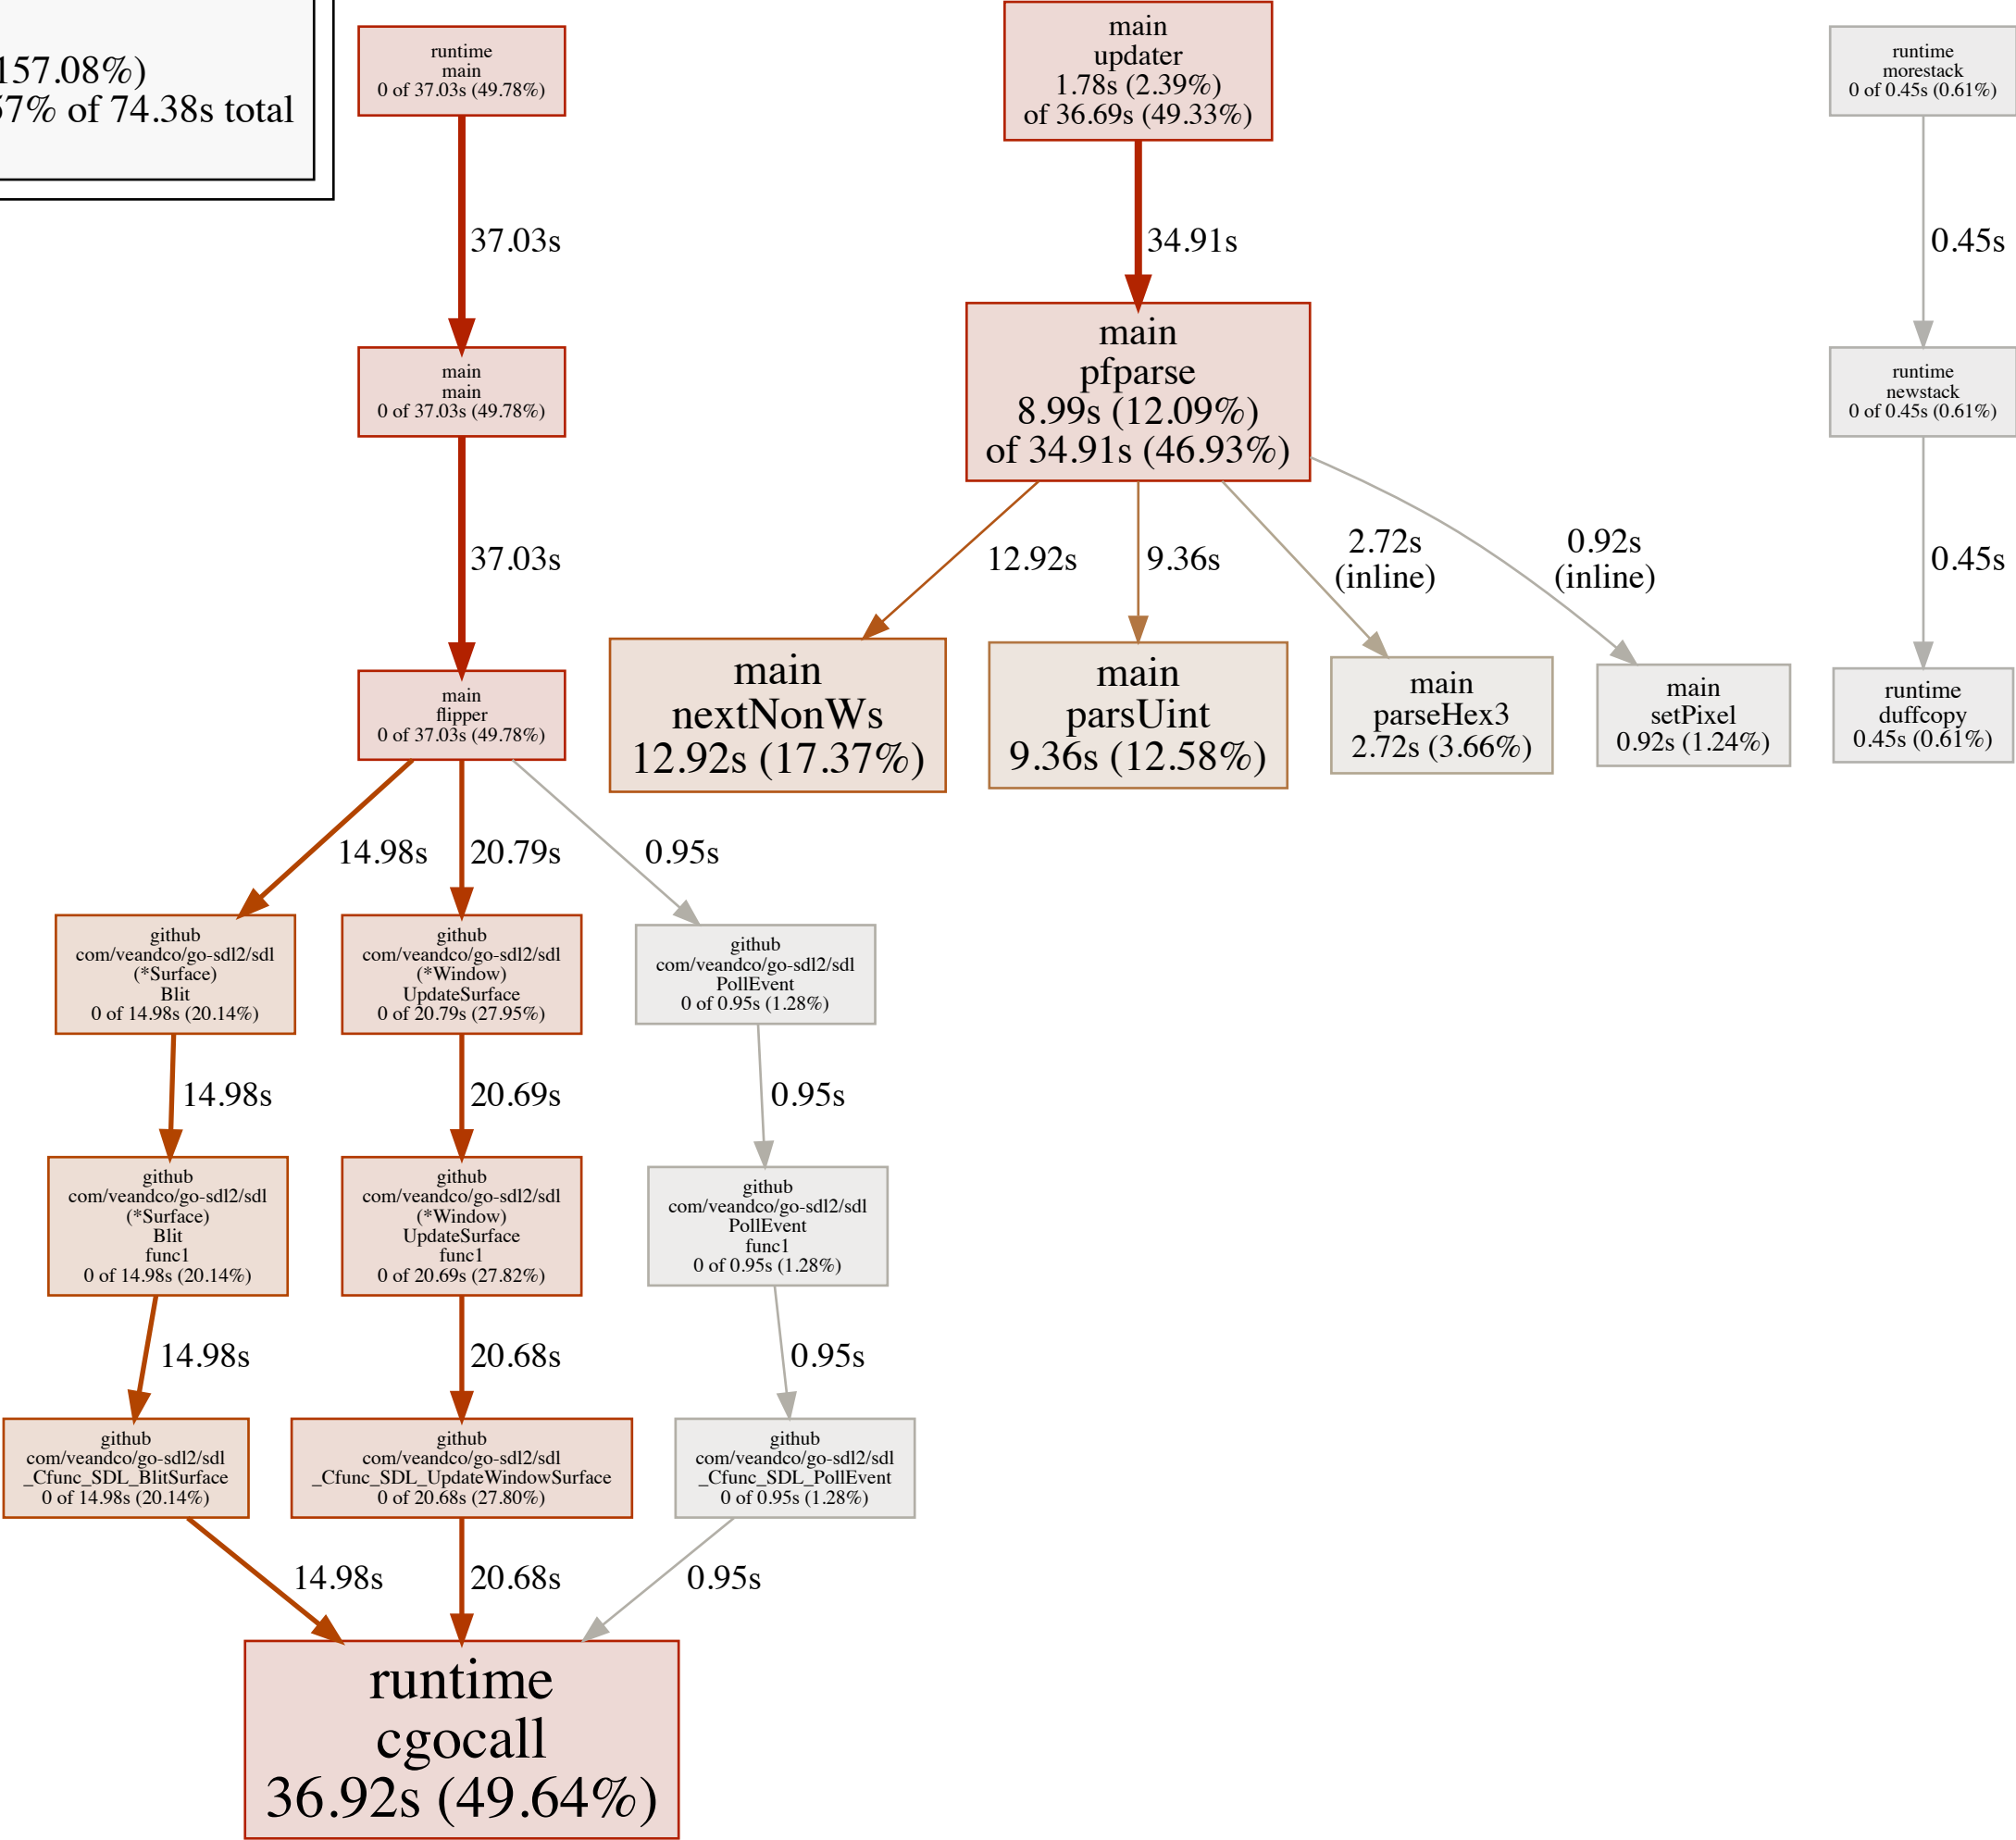 157.08%)
57% of 74.38s total
runtime
main
0 of 37.03s (49.78%)
main
updater
1.78s (2.39%)
of 36.69s (49.33%)
runtime
morestack
0 of 0.45s (0.61%)
37.03s
34.91s
0.45s
main
main
0 of 37.03s (49.78%)
main
pfparse
8.99s (12.09%)
of 34.91s (46.93%)
runtime
newstack
0 of 0.45s (0.61%)
37.03s
12.92s
9.36s
2.72s
(inline)
0.92s
(inline)
0.45s
main
flipper
0 of 37.03s (49.78%)
main
nextNonWs
12.92s (17.37%)
main
parsUint
9.36s (12.58%)
main
parseHex3
2.72s (3.66%)
main
setPixel
0.92s (1.24%)
runtime
duffcopy
0.45s (0.61%)
14.98s
20.79s
0.95s
github
com/veandco/go-sdl2/sdl
(*Surface)
Blit
0 of 14.98s (20.14%)
github
com/veandco/go-sdl2/sdl
(*Window)
UpdateSurface
0 of 20.79s (27.95%)
github
com/veandco/go-sdl2/sdl
PollEvent
0 of 0.95s (1.28%)
14.98s
20.69s
0.95s
github
com/veandco/go-sdl2/sdl
(*Surface)
Blit
func1
0 of 14.98s (20.14%)
github
com/veandco/go-sdl2/sdl
(*Window)
UpdateSurface
func1
0 of 20.69s (27.82%)
github
com/veandco/go-sdl2/sdl
PollEvent
func1
0 of 0.95s (1.28%)
14.98s
20.68s
0.95s
github
com/veandco/go-sdl2/sdl
_Cfunc_SDL_BlitSurface
0 of 14.98s (20.14%)
github
com/veandco/go-sdl2/sdl
_Cfunc_SDL_UpdateWindowSurface
0 of 20.68s (27.80%)
github
com/veandco/go-sdl2/sdl
_Cfunc_SDL_PollEvent
0 of 0.95s (1.28%)
14.98s
20.68s
0.95s
runtime
cgocall
36.92s (49.64%)